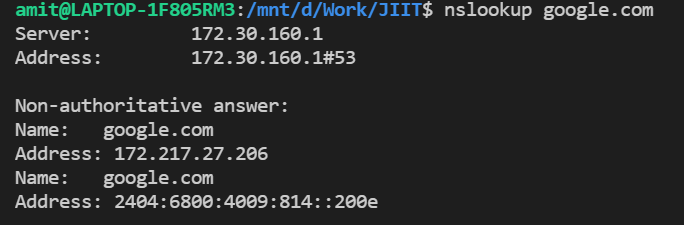 amit@LAPTOP-1F805RM3:/mnt/d/Work/JIIT$ nslookup google.com
Server:         172.30.160.1
Address:        172.30.160.1#53

Non-authoritative answer:
Name:   google.com
Address: 172.217.27.206
Name:   google.com
Address: 2404:6800:4009:814::200e